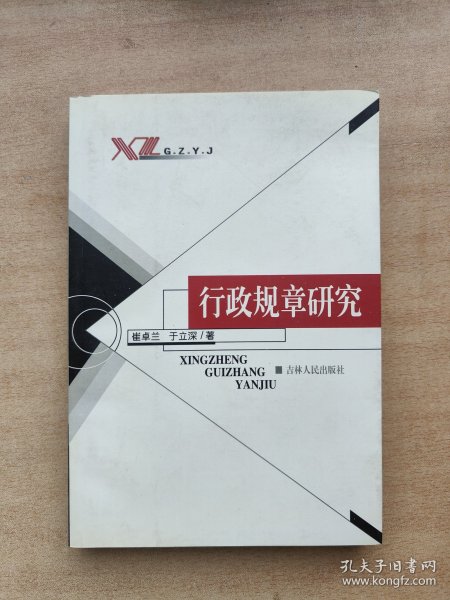 XZ G.Z.Y.J
行政规章研究
崔卓兰 于立深/著
XINGZHENG
GUIZHANG
YANJIU
■ 吉林人民出版社
孔夫子旧书网
www.kongfz.com